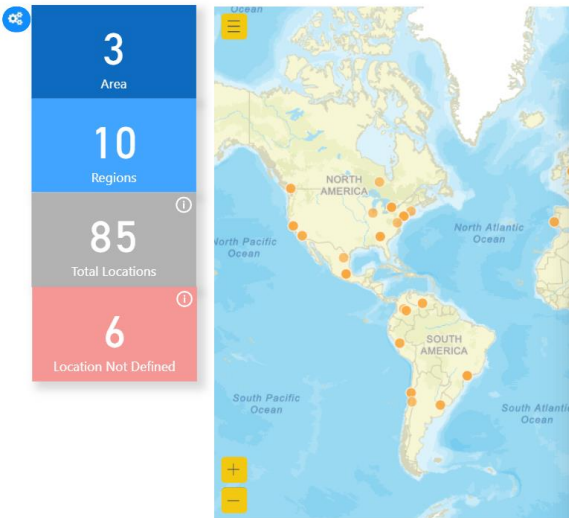 3
Area
10
Regions
85
Total Locations
6
Location Not Defined
Ocean
NORTH
AMERICA
North Pacific
Ocean
North Atlantic
Ocean
SOUTH
AMERICA
South Pacific
Ocean
South Atlanti
Ocean